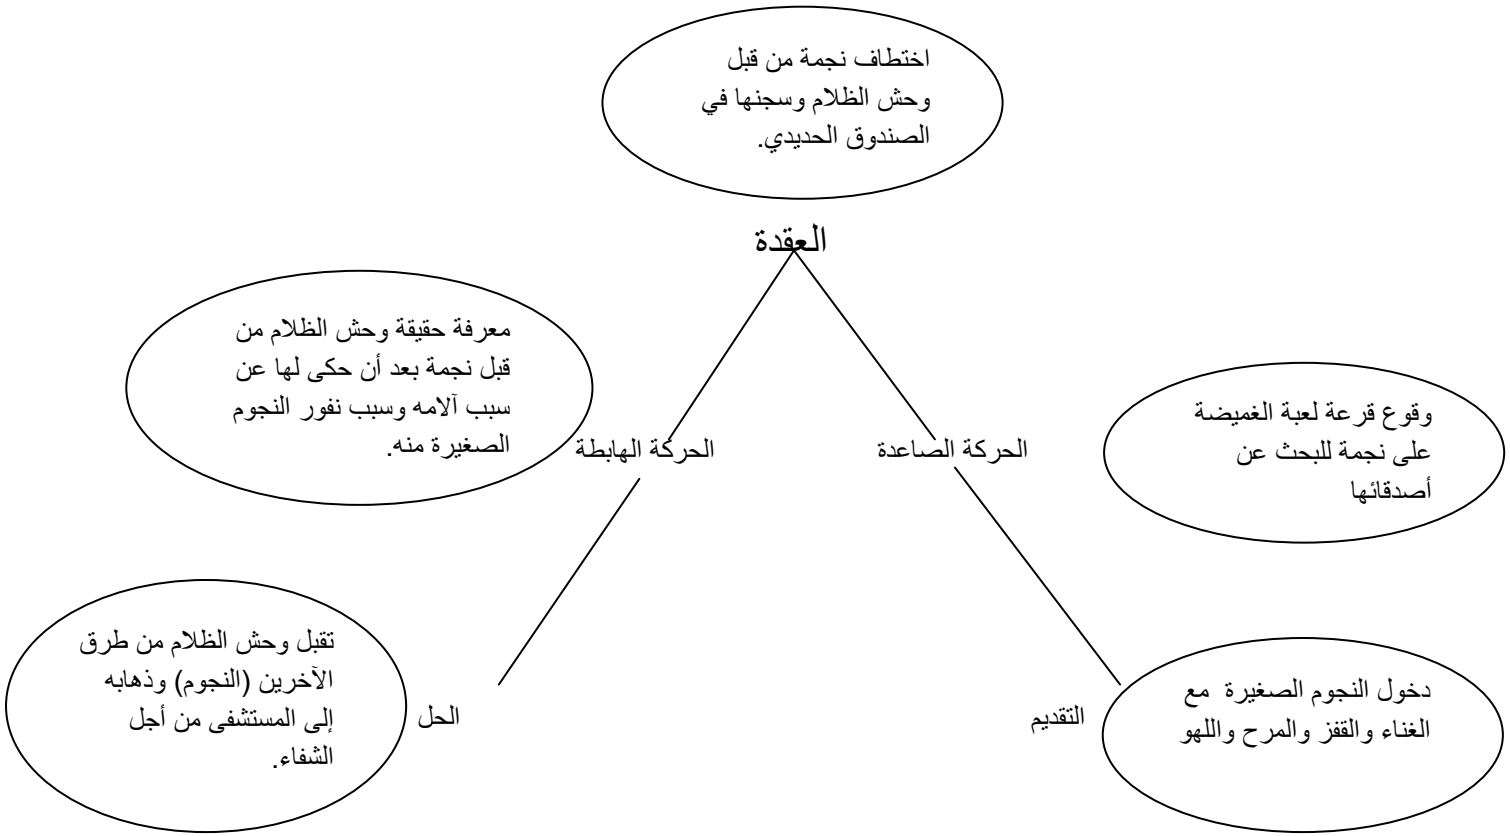 اختطاف نجمة من قبل
وحش الظلام وسجنها في
الصندوق الحديدي.
العقدة
معرفة حقيقة وحش الظلام من
قبل نجمة بعد أن حكى لها عن
سبب آلامه وسبب نفور النجوم
الصغيرة منه.
وقوع قرعة لعبة الغميضة
على نجمة للبحث عن
أصدقائها
الحركة الصاعدة
الحركة الهابطة
دخول النجوم الصغيرة مع
الغناء والقفز والمرح واللهو
التقديم
الحل
تقبل وحش الظلام من طرق
الآخرين (النجوم) وذهابه
إلى المستشفى من أجل
الشفاء.